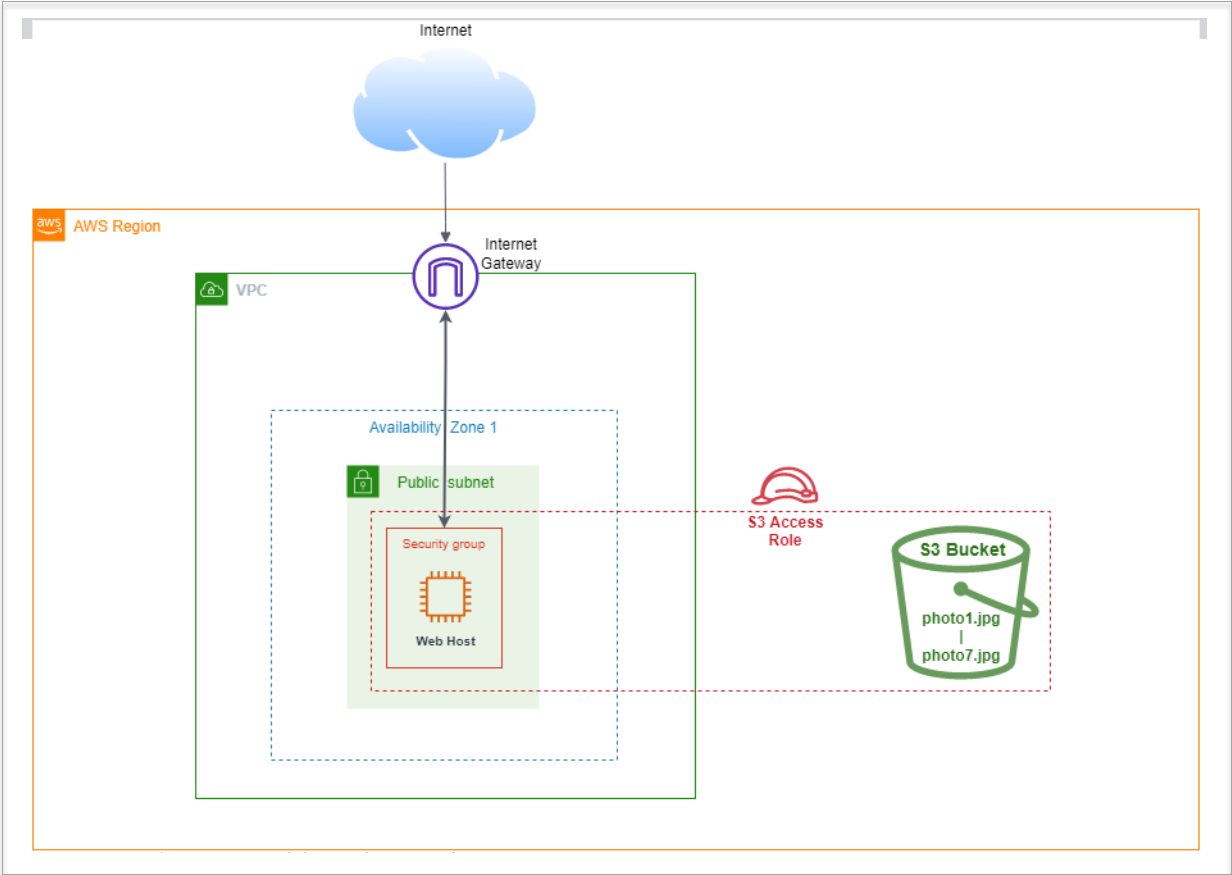 Internet
aws
AWS Region
Internet
Gateway
VPC
Availability Zone 1
Public subnet
S3 Access
Role
Security group
S3 Bucket
photo1.jpg
|
photo7.jpg
Web Host